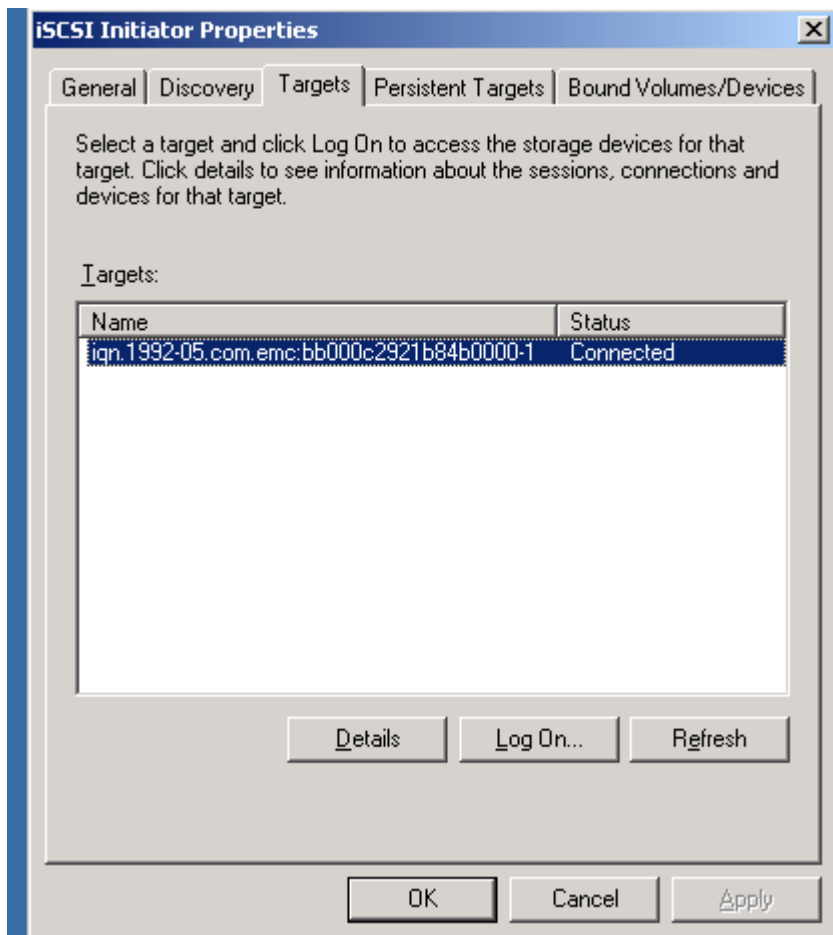 iSCSI Initiator Properties
General Discovery Targets Persistent Targets Bound Volumes/Devices
Select a target and click Log On to access the storage devices for that
target. Click details to see information about the sessions, connections and
devices for that target.
Targets:
Name Status
iqn.1992-05.com.emc:bb000c2921b84b0000-1 Connected
Details Log On... Refresh
OK Cancel Apply